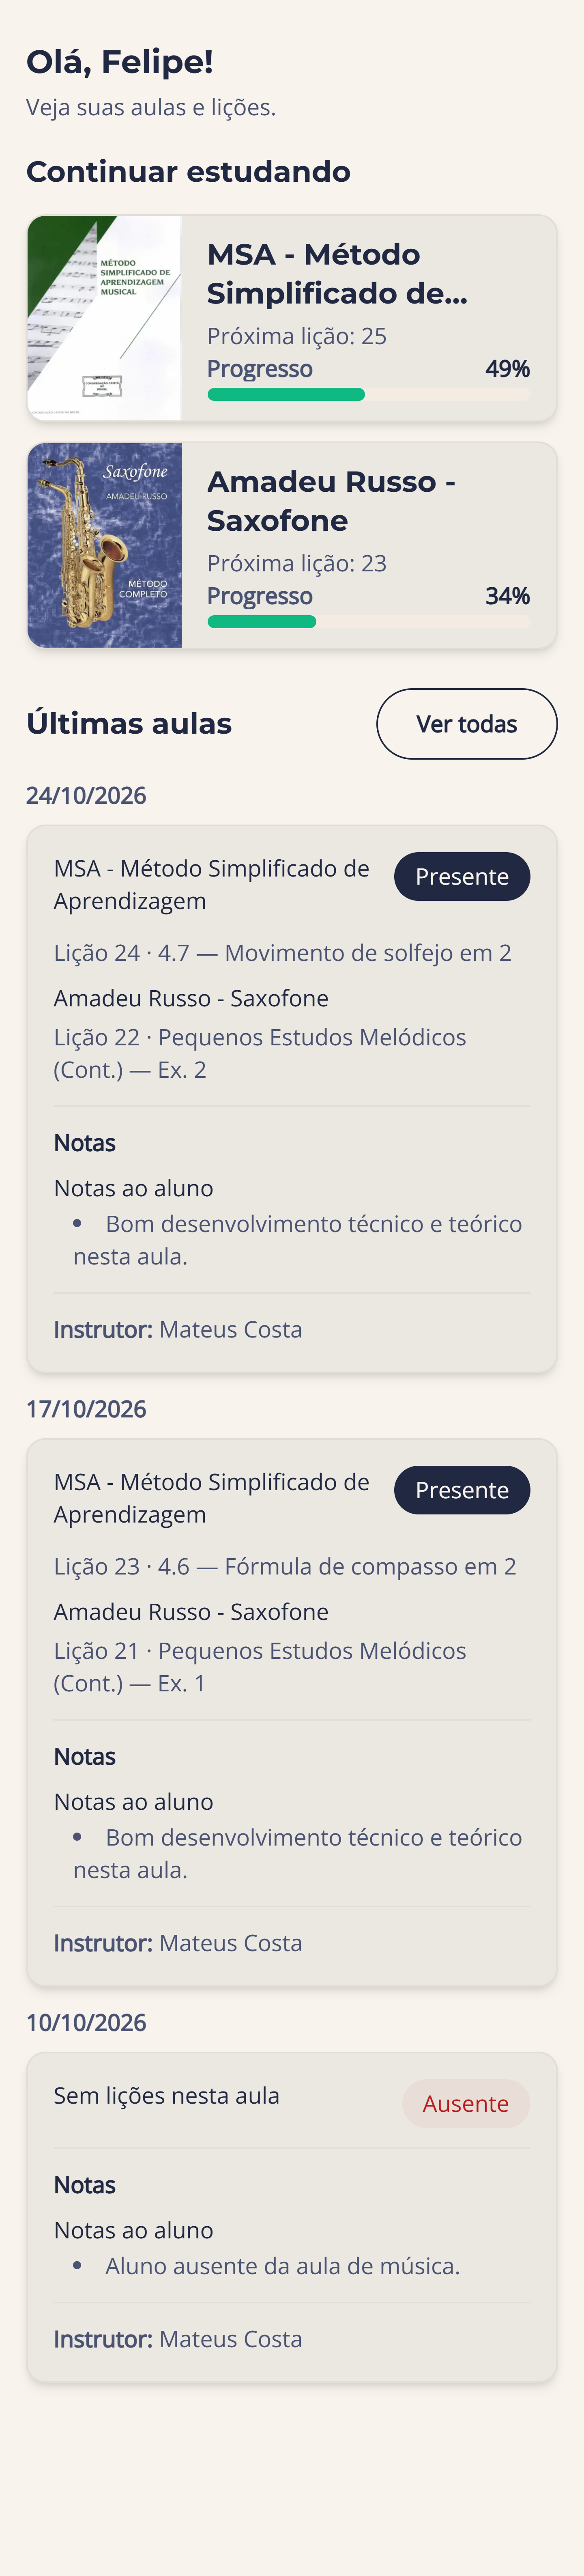 Olá, Felipe!
Veja suas aulas e lições.
Continuar estudando
MÉTODO
SIMPLIFICADO DE
APRENDIZAGEM
MUSICAL
MSA - Método
Simplificado de...
Próxima lição: 25
Progresso 49%
Saxofone
AMADEU RUSSO
MÉTODO
COMPLETO
Amadeu Russo -
Saxofone
Próxima lição: 23
Progresso 34%
Últimas aulas
Ver todas
24/10/2026
MSA - Método Simplificado de
Aprendizagem
Presente
Lição 24 · 4.7 — Movimento de solfejo em 2
Amadeu Russo - Saxofone
Lição 22 · Pequenos Estudos Melódicos
(Cont.) — Ex. 2
Notas
Notas ao aluno
• Bom desenvolvimento técnico e teórico
nesta aula.
Instrutor: Mateus Costa
17/10/2026
MSA - Método Simplificado de
Aprendizagem
Presente
Lição 23 · 4.6 — Fórmula de compasso em 2
Amadeu Russo - Saxofone
Lição 21 · Pequenos Estudos Melódicos
(Cont.) — Ex. 1
Notas
Notas ao aluno
• Bom desenvolvimento técnico e teórico
nesta aula.
Instrutor: Mateus Costa
10/10/2026
Sem lições nesta aula
Ausente
Notas
Notas ao aluno
• Aluno ausente da aula de música.
Instrutor: Mateus Costa